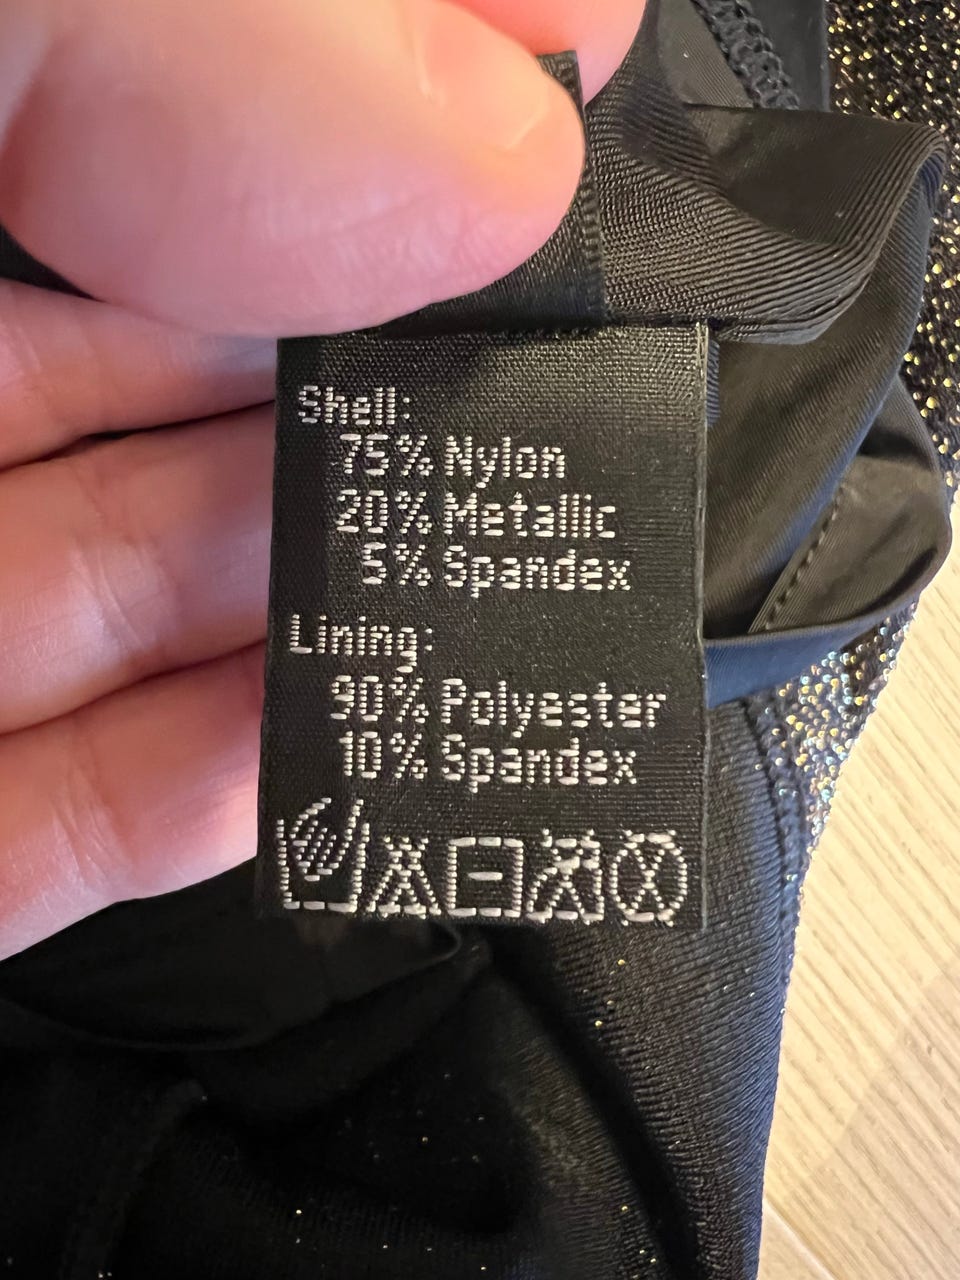 Shell:
75% Nylon
20% Metallic
5% Spandex
Lining:
90% Polyester
10% Spandex